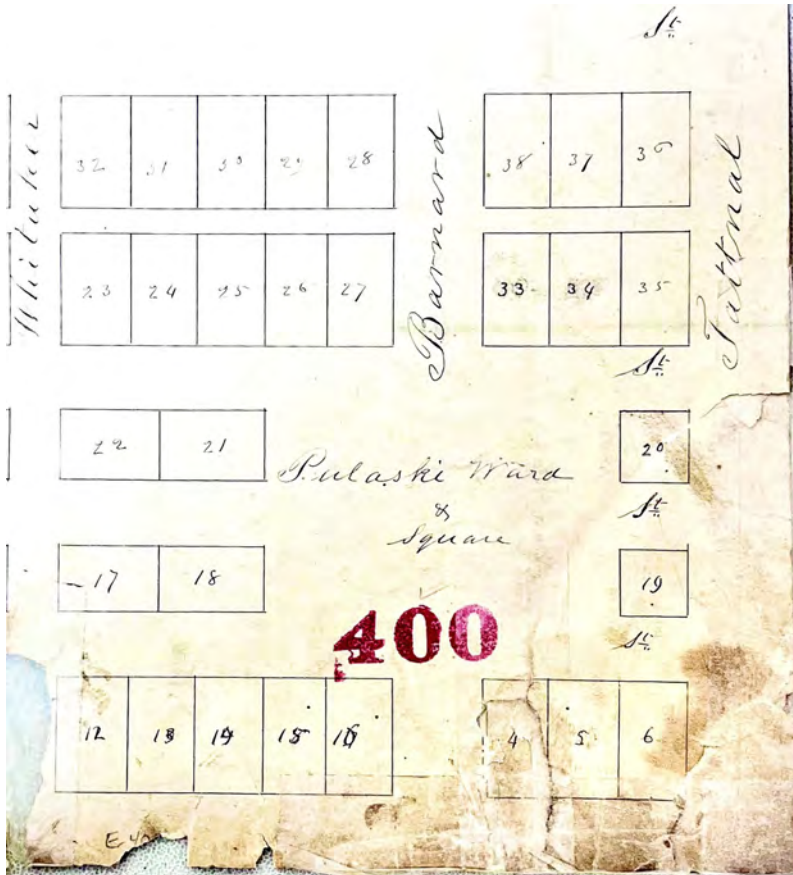 St
32 31 30 29 28
38 37 36
Whitaker
Barnard
Tattnal
23 24 25 26 27
33 34 35
St
22 21
20
Pulaski Ward
&
Square
St
17 18
19
400
St
12 13 14 15 16
4 5 6